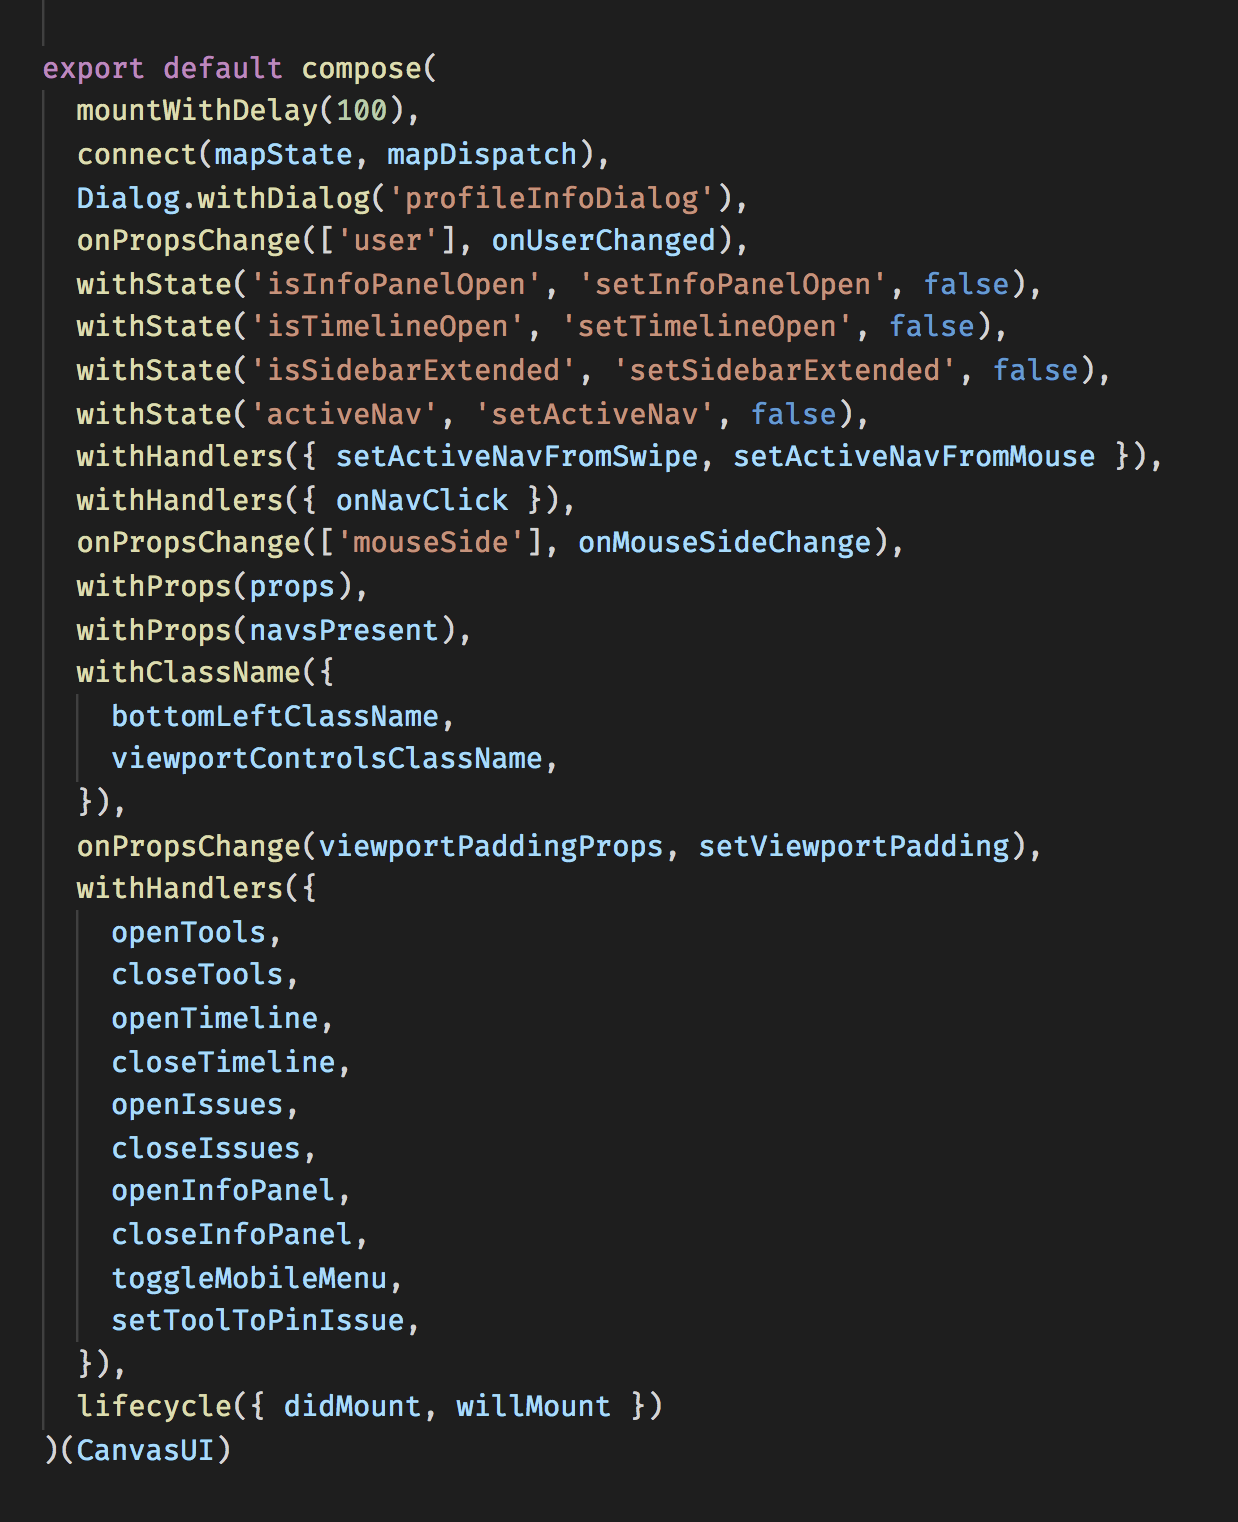 export default compose(
  mountWithDelay(100),
  connect(mapState, mapDispatch),
  Dialog.withDialog('profileInfoDialog'),
  onPropsChange(['user'], onUserChanged),
  withState('isInfoPanelOpen', 'setInfoPanelOpen', false),
  withState('isTimelineOpen', 'setTimelineOpen', false),
  withState('isSidebarExtended', 'setSidebarExtended', false),
  withState('activeNav', 'setActiveNav', false),
  withHandlers({ setActiveNavFromSwipe, setActiveNavFromMouse }),
  withHandlers({ onNavClick }),
  onPropsChange(['mouseSide'], onMouseSideChange),
  withProps(props),
  withProps(navsPresent),
  withClassName({
    bottomLeftClassName,
    viewportControlsClassName,
  }),
  onPropsChange(viewportPaddingProps, setViewportPadding),
  withHandlers({
    openTools,
    closeTools,
    openTimeline,
    closeTimeline,
    openIssues,
    closeIssues,
    openInfoPanel,
    closeInfoPanel,
    toggleMobileMenu,
    setToolToPinIssue,
  }),
  lifecycle({ didMount, willMount })
)(CanvasUI)